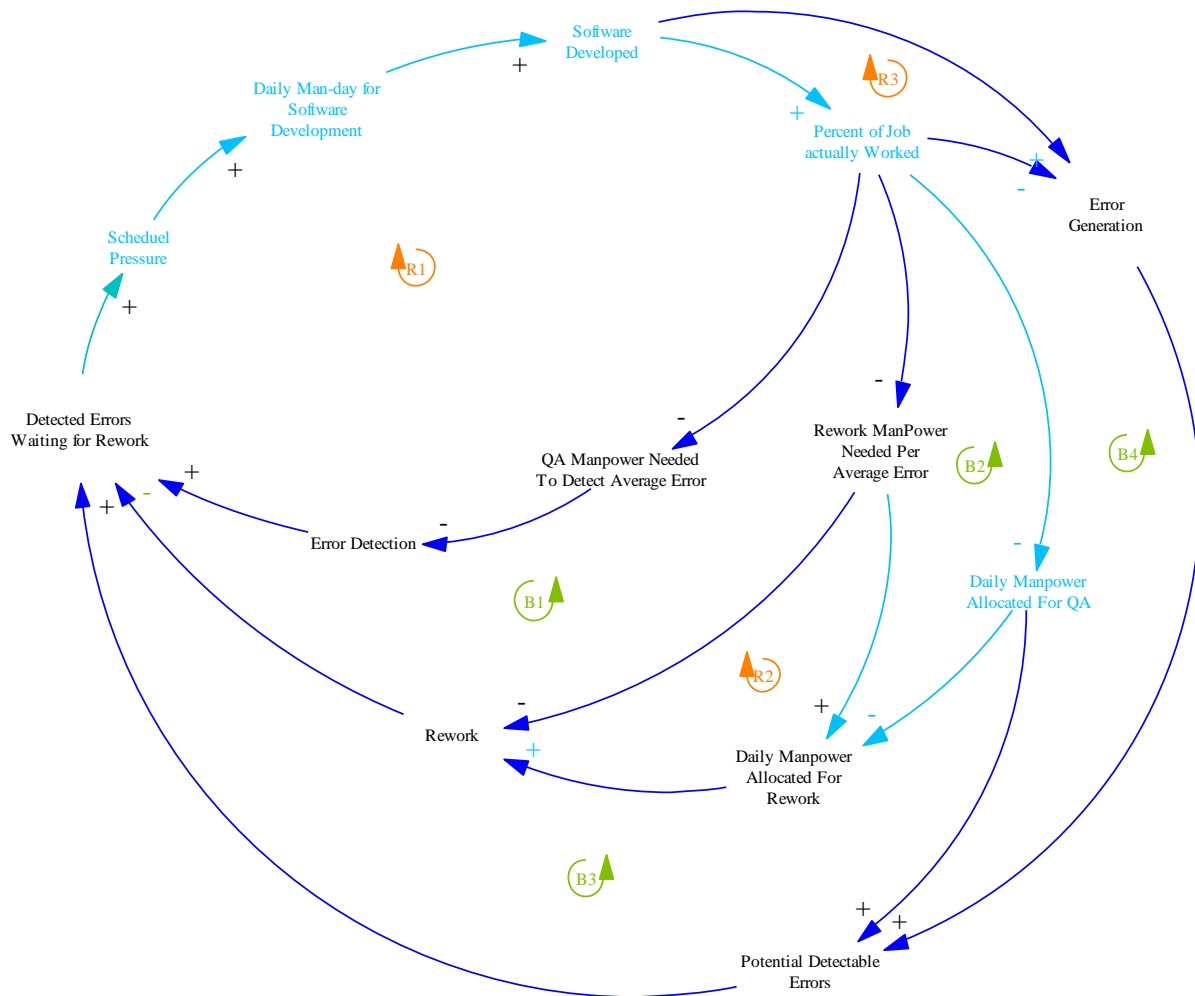 Software
Developed
+
R3
Daily Man-day for
Software
Development
+
+
Percent of Job
actually Worked
+
-
Error
Generation
Scheduel
Pressure
+
R1
+
-
-
Detected Errors
Waiting for Rework
Rework ManPower
Needed Per
Average Error
B2
B4
QA Manpower Needed
To Detect Average Error
+
-
+
-
Error Detection
-
Daily Manpower
Allocated For QA
B1
R2
-
+
-
Rework
+
Daily Manpower
Allocated For
Rework
B3
+
+
Potential Detectable
Errors